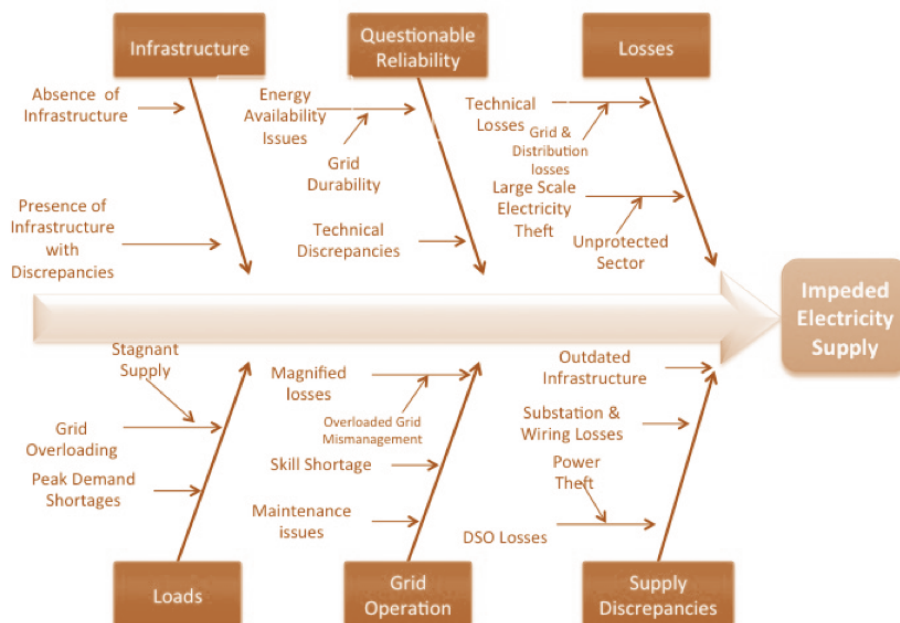 Infrastructure
Questionable
Reliability
Losses
Absence of
Infrastructure
Presence of
Infrastructure
with
Discrepancies
Energy
Availability
Issues
Grid
Durability
Technical
Discrepancies
Technical
Losses
Grid &
Distribution
losses
Large Scale
Electricity
Theft
Unprotected
Sector
Impeded
Electricity
Supply
Stagnant
Supply
Grid
Overloading
Peak Demand
Shortages
Magnified
losses
Overloaded Grid
Mismanagement
Skill Shortage
Maintenance
issues
Outdated
Infrastructure
Substation &
Wiring Losses
Power
Theft
DSO Losses
Loads
Grid
Operation
Supply
Discrepancies